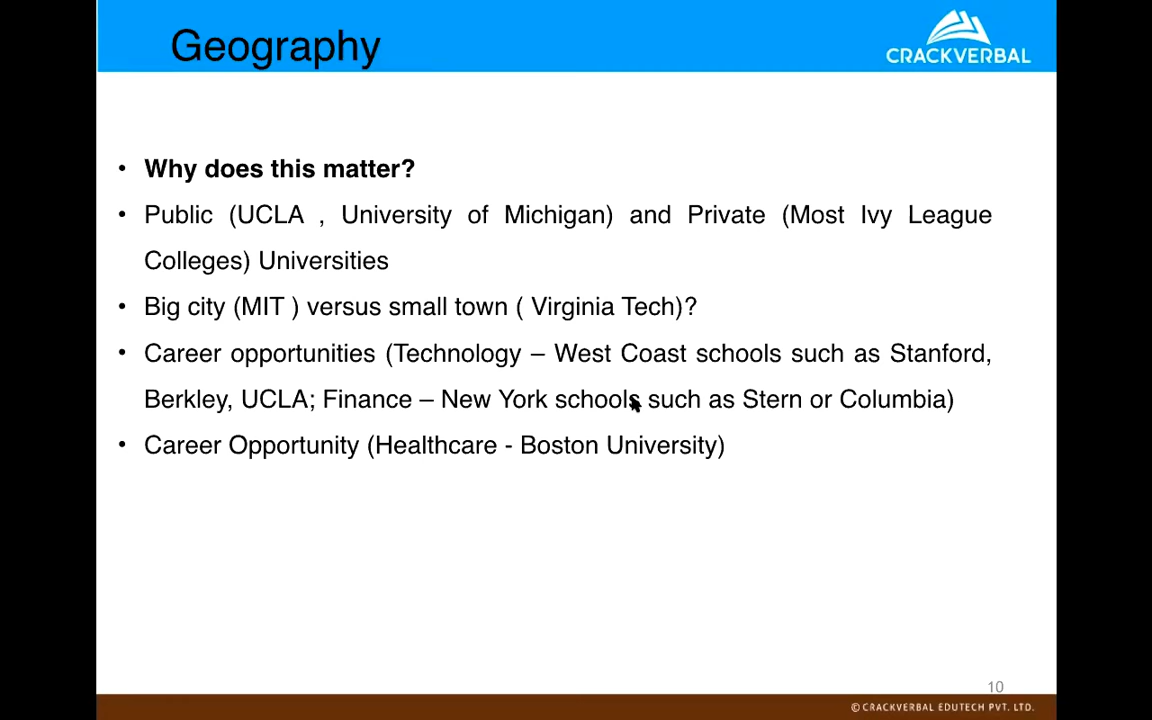 Geography
CRACKVERBAL
• Why does this matter?
• Public (UCLA , University of Michigan) and Private (Most Ivy League
Colleges) Universities
• Big city (MIT ) versus small town ( Virginia Tech)?
• Career opportunities (Technology – West Coast schools such as Stanford,
Berkley, UCLA; Finance – New York schools such as Stern or Columbia)
• Career Opportunity (Healthcare - Boston University)
10
© CRACKVERBAL EDUTECH PVT. LTD.